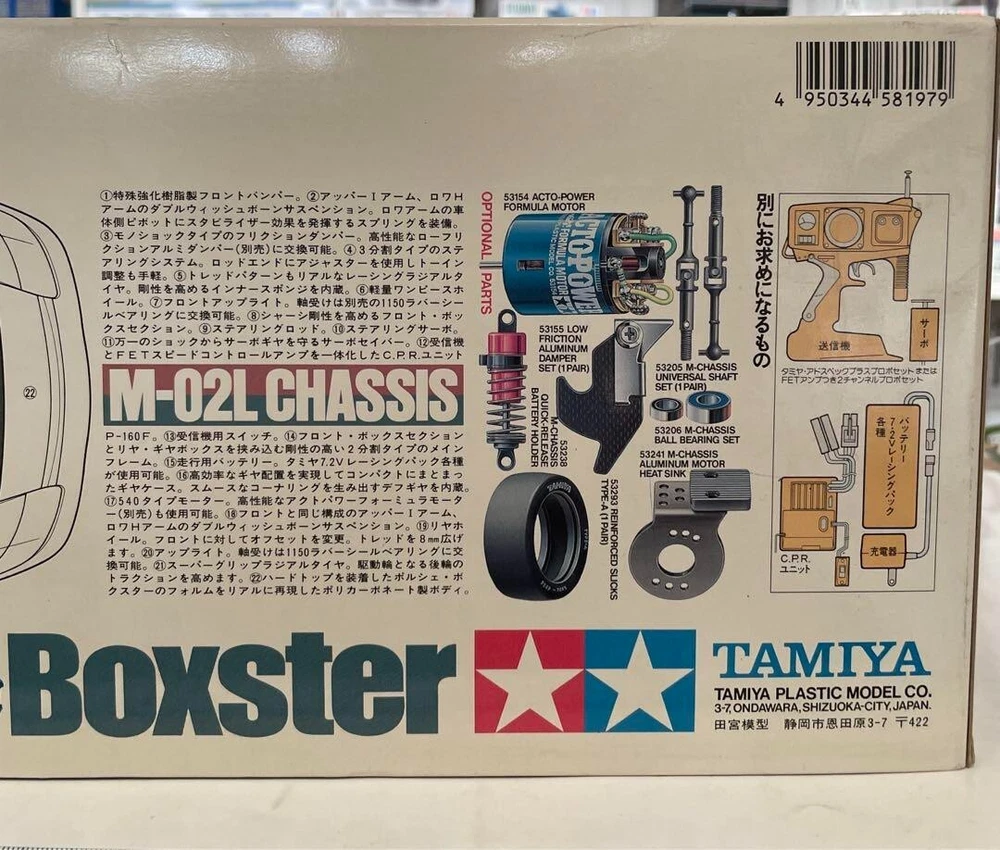 4 950344 581979
①特殊強化樹脂製フロントバンパー。②アッパーIアーム、ロワH
アームのダブルウィッシュボーンサスペンション。ロワアームの車
体側ピボットにスタビライザー効果を発揮するスプリングを装備。
③モノショックタイプのフリクションダンパー。高性能なローフリ
クションアルミダンパー(別売)に交換可能。④3分割タイプのステ
アリングシステム。ロッドエンドにアジャスターを使用しトーイン
調整も手軽。⑤トレッドパターンもリアルなレーシングラジアルタ
イヤ。剛性を高めるインナースポンジを内蔵。⑥軽量ワンピースホ
イール。⑦フロントアップライト。軸受けは別売の1150ラバーシー
ルベアリングに交換可能。⑧シャーシ剛性を高めるフロント・ボッ
クスセクション。⑨ステアリングロッド。⑩ステアリングサーボ。
⑪万一のショックからサーボギヤを守るサーボセイバー。⑫受信機
とFETスピードコントロールアンプを一体化したC.P.R.ユニット
M-02L CHASSIS
P-160F。⑬受信機用スイッチ。⑭フロント・ボックスセクション
とリヤ・ギヤボックスを挟み込む剛性の高い2分割タイプのメイン
フレーム。⑮走行用バッテリー。タミヤ7.2Vレーシングパック各種
が使用可能。⑯高効率なギヤ配置を実現してコンパクトにまとまっ
たギヤケース。スムーズなコーナリングを生み出すデフギヤを内蔵。
⑰540タイプモーター。高性能なアクトパワーフォーミュラモータ
ー(別売)も使用可能。⑱フロントと同じ構成のアッパーIアーム、
ロワHアームのダブルウィッシュボーンサスペンション。⑲リヤホ
イール。フロントに対してオフセットを変更。トレッドを8mm広げ
ます。⑳アップライト。軸受けは1150ラバーシールベアリングに交
換可能。㉑スーパーグリップラジアルタイヤ。駆動輪となる後輪の
トラクションを高めます。㉒ハードトップを装着したポルシェ・ボ
クスターのフォルムをリアルに再現したポリカーボネート製ボディ。
㉒
OPTIONAL PARTS
53154 ACTO-POWER
FORMULA MOTOR
ACTOPOWER
53155 LOW
FRICTION
ALUMINUM
DAMPER
SET (1 PAIR)
53205 M-CHASSIS
UNIVERSAL SHAFT
SET (1 PAIR)
53206 M-CHASSIS
BALL BEARING SET
53238
M-CHASSIS
QUICK-RELEASE
BATTERY HOLDER
53241 M-CHASSIS
ALUMINUM MOTOR
HEAT SINK
53293 REINFORCED SLICKS
TYPE-A (1 PAIR)
別にお求めになるもの
送信機
サーボ
タミヤ・アドスペックプラスプロポセットまたは
FETアンプつき2チャンネルプロポセット
バッテリー
7.2Vレーシングパック
各種
C.P.R.
ユニット
充電器
Boxster
TAMIYA
TAMIYA PLASTIC MODEL CO.
3-7, ONDAWARA, SHIZUOKA-CITY, JAPAN.
田宮模型 静岡市恩田原3-7 〒422